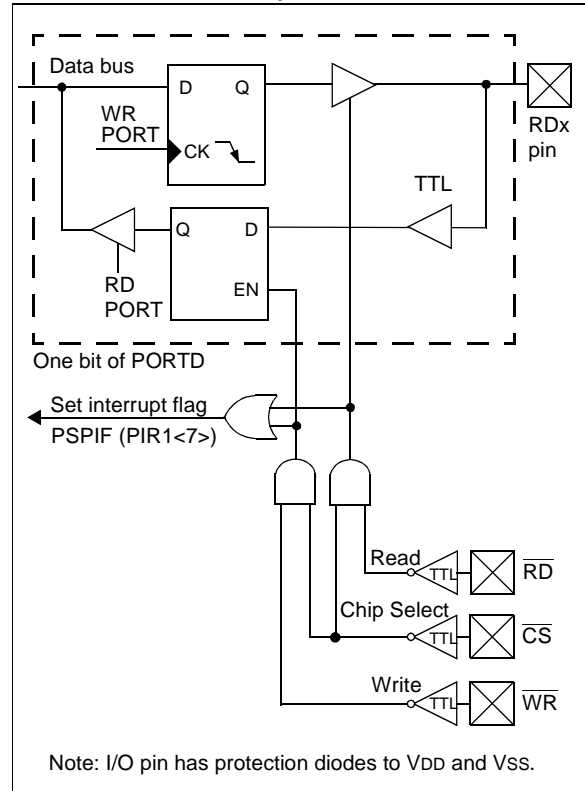 Data bus
D Q
WR
PORT
CK
RDx
pin
TTL
Q D
RD
PORT
EN
One bit of PORTD
Set interrupt flag
PSPIF (PIR1<7>)
Read
TTL
RD
Chip Select
TTL
CS
Write
TTL
WR
Note: I/O pin has protection diodes to VDD and VSS.